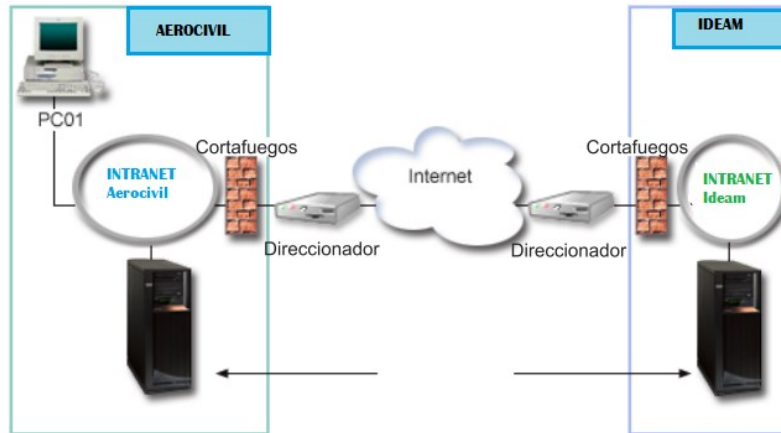 AEROCIVIL
IDEAM
PC01
Cortafuegos
Cortafuegos
INTRANET
Aerocivil
Internet
INTRANET
Ideam
Direccionador
Direccionador